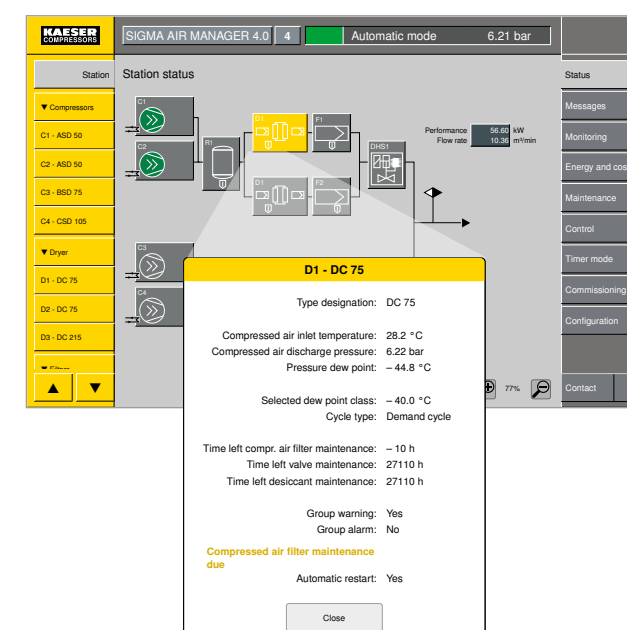 KAESER
COMPRESSORS
SIGMA AIR MANAGER 4.0
4
Automatic mode
6.21 bar
Station
Station status
Status
▼ Compressors
C1 - ASD 50
C2 - ASD 50
C3 - BSD 75
C4 - CSD 105
▼ Dryer
D1 - DC 75
D2 - DC 75
D3 - DC 215
▼ Filters
C1
C2
R1
D1
F1
D1
F2
DHS1
C3
C4
Performance 56.60 kW
Flow rate 10.36 m³/min
Messages
Monitoring
Energy and cos
Maintenance
Control
Timer mode
Commissioning
Configuration
Contact
77%
D1 - DC 75
Type designation: DC 75
Compressed air inlet temperature: 28.2 °C
Compressed air discharge pressure: 6.22 bar
Pressure dew point: – 44.8 °C
Selected dew point class: – 40.0 °C
Cycle type: Demand cycle
Time left compr. air filter maintenance: – 10 h
Time left valve maintenance: 27110 h
Time left desiccant maintenance: 27110 h
Group warning: Yes
Group alarm: No
Compressed air filter maintenance
due
Automatic restart: Yes
Close